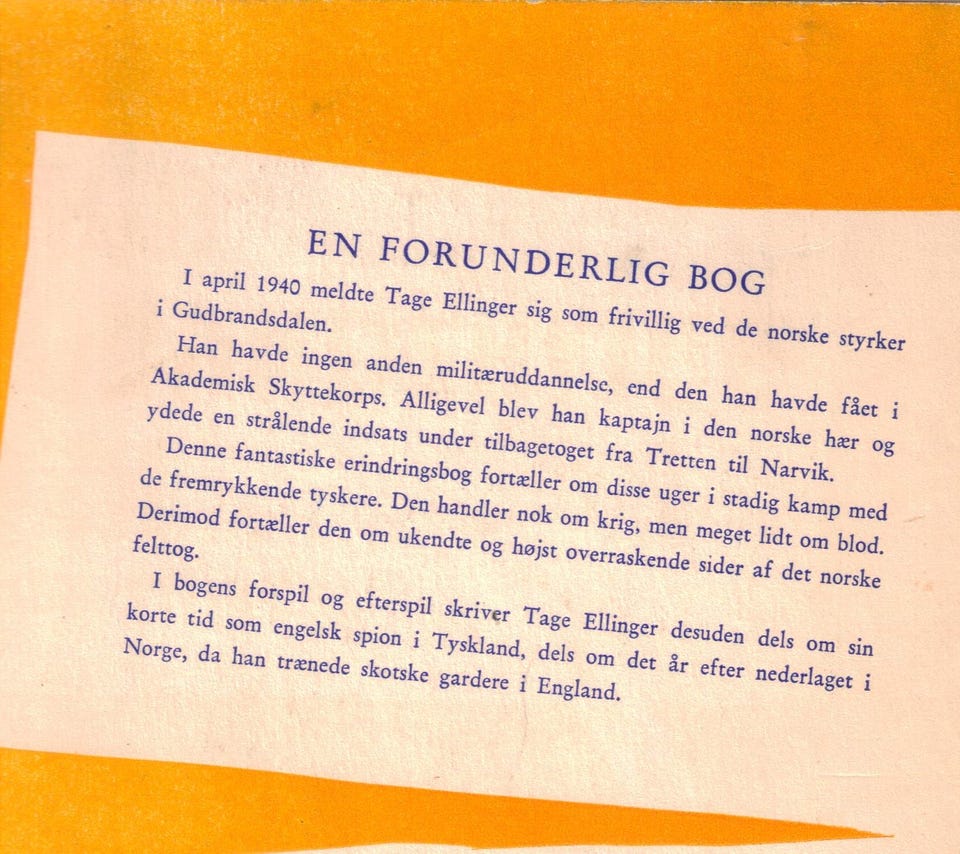 EN FORUNDERLIG BOG
I april 1940 meldte Tage Ellinger sig som frivillig ved de norske styrker
i Gudbrandsdalen.
Han havde ingen anden militæruddannelse, end den han havde fået i
Akademisk Skyttekorps. Alligevel blev han kaptajn i den norske hær og
ydede en strålende indsats under tilbagetoget fra Tretten til Narvik.
Denne fantastiske erindringsbog fortæller om disse uger i stadig kamp med
de fremrykkende tyskere. Den handler nok om krig, men meget lidt om blod.
Derimod fortæller den om ukendte og højst overraskende sider af det norske
felttog.
I bogens forspil og efterspil skriver Tage Ellinger desuden dels om sin
korte tid som engelsk spion i Tyskland, dels om det år efter nederlaget i
Norge, da han trænede skotske gardere i England.